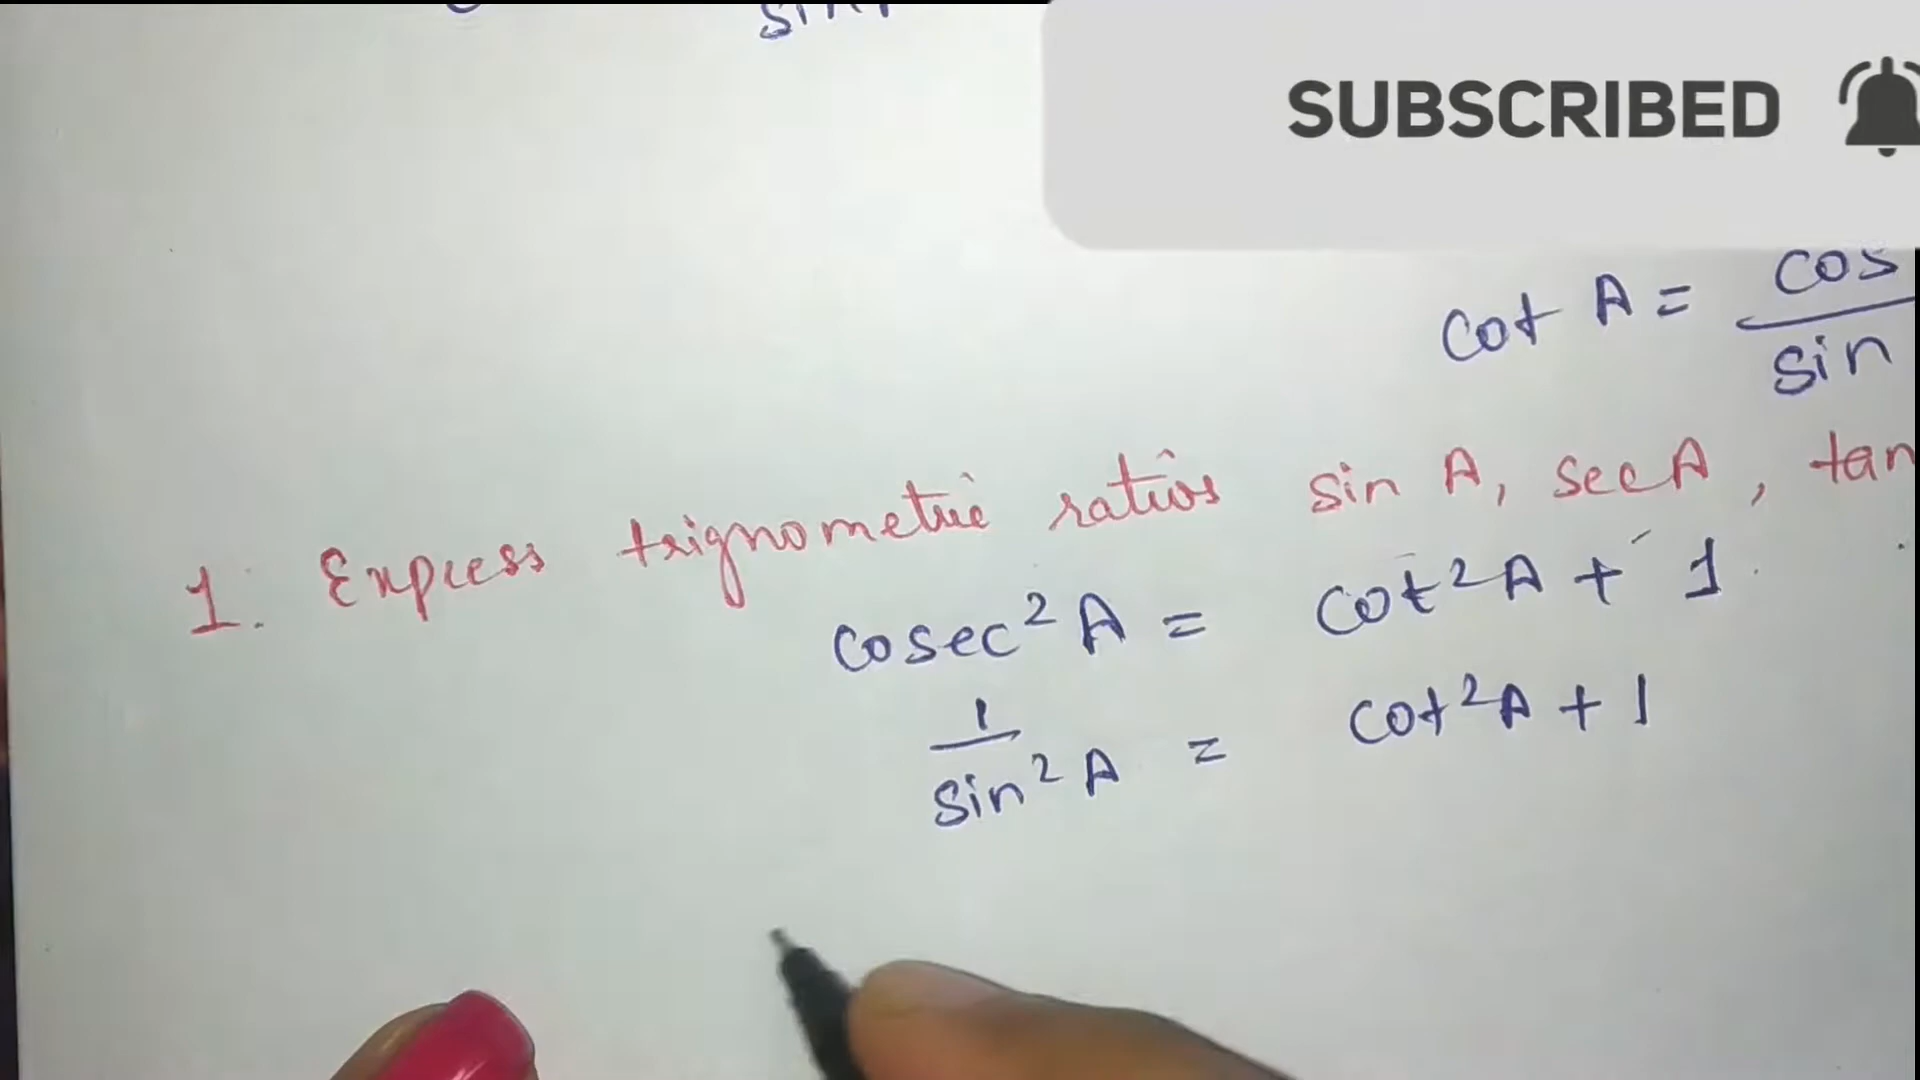 SUBSCRIBED
cot A = cos
sin
1. Express trignometric ratios sin A, sec A, tan
cosec² A = cot² A + 1
1
sin² A = cot² A + 1